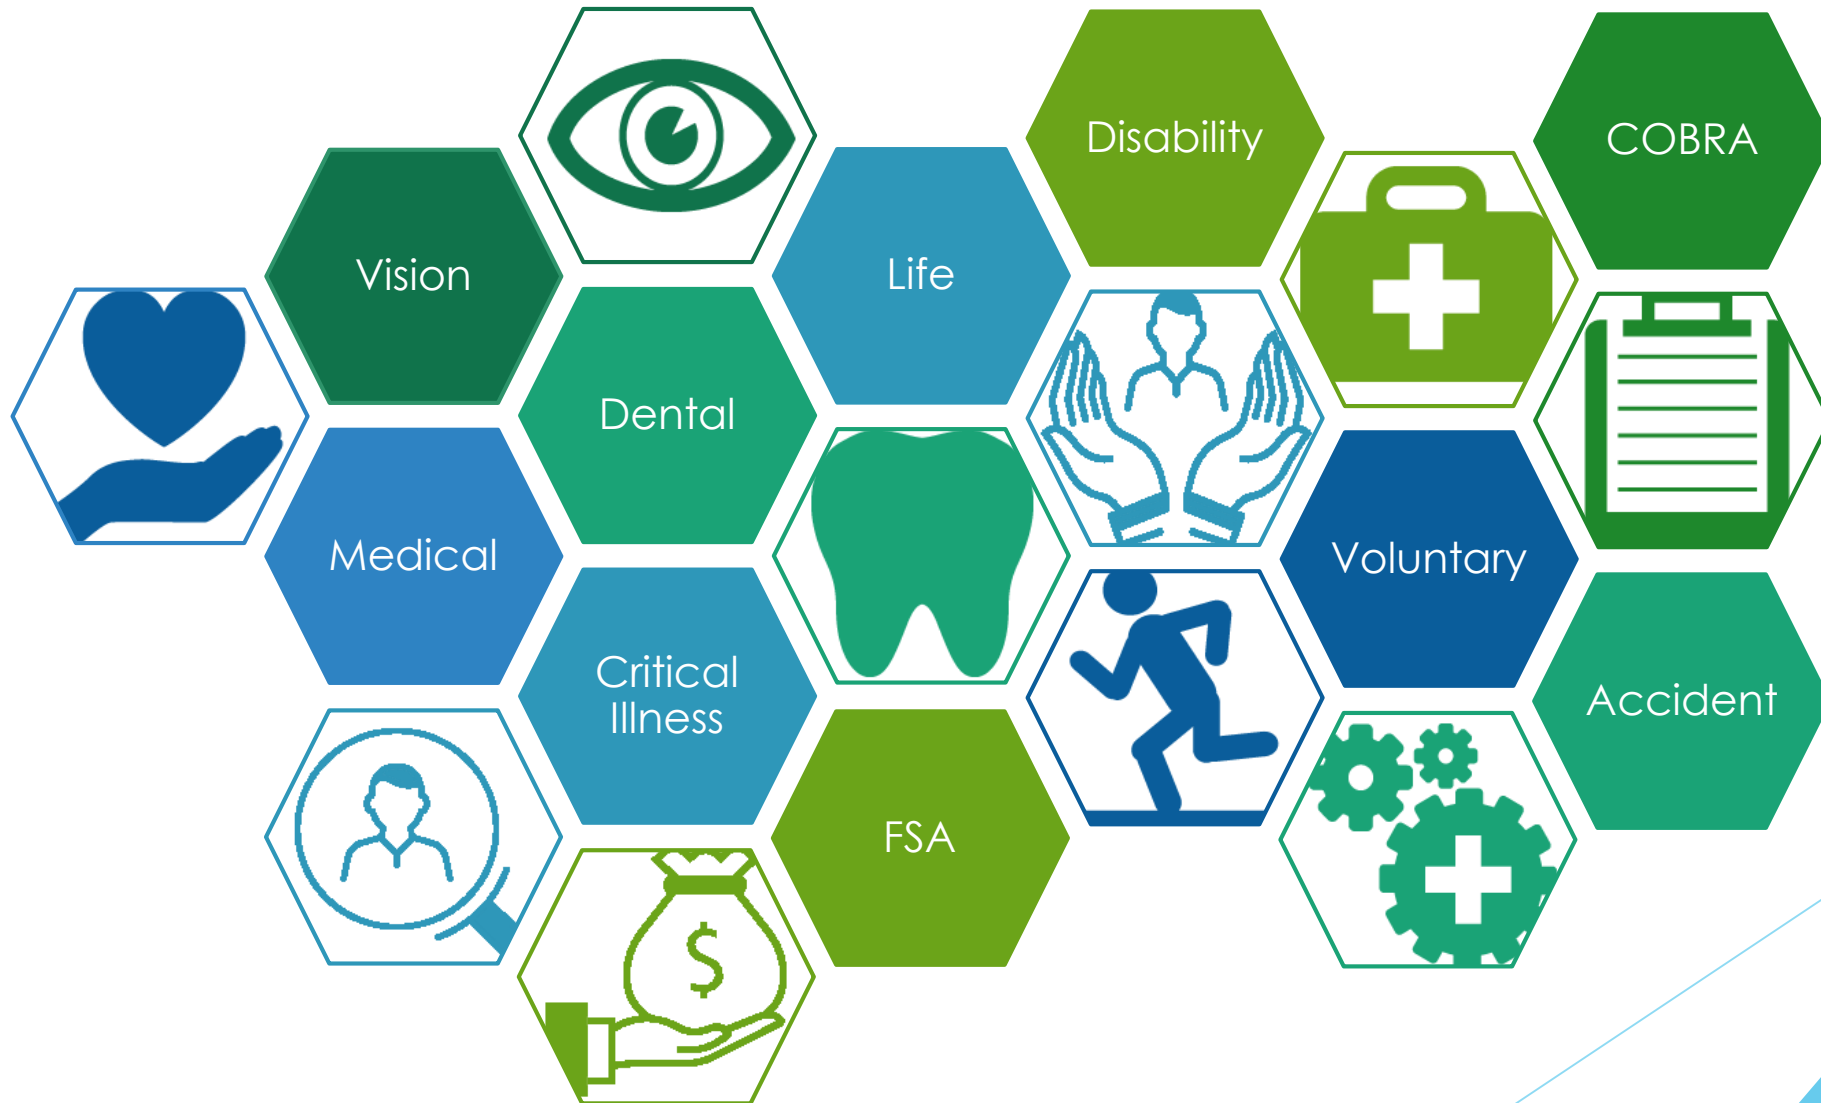 Disability
COBRA
Vision
Life
Dental
Medical
Voluntary
Critical
Illness
Accident
FSA
$